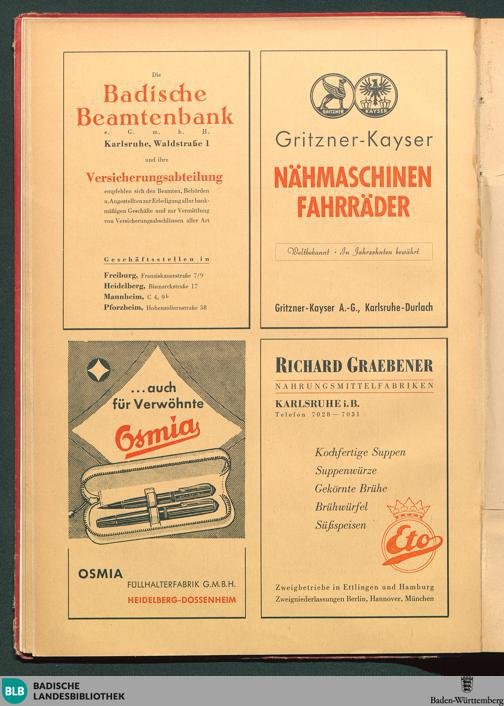 Die
Badische
Beamtenbank
e. G. m. b. H.
Karlsruhe, Waldstraße 1
und ihre
Versicherungsabteilung
empfehlen sich den Beamten, Behörden
u. Angestellten zur Erledigung aller bank-
mäßigen Geschäfte und zur Vermittlung
von Versicherungsabschlüssen aller Art
Geschäftsstellen in
Freiburg, Franziskanerstraße 7/9
Heidelberg, Bismarckstraße 17
Mannheim, C 4, 9b
Pforzheim, Hohenzollernstraße 58
GRITZNER
KAYSER
Gritzner-Kayser
NÄHMASCHINEN
FAHRRÄDER
Weltbekannt · In Jahrzehnten bewährt
Gritzner-Kayser A.-G., Karlsruhe-Durlach
...auch
für Verwöhnte
Osmia
OSMIA
FÜLLHALTERFABRIK G.M.B.H.
HEIDELBERG-DOSSENHEIM
RICHARD GRAEBENER
NAHRUNGSMITTELFABRIKEN
KARLSRUHE i. B.
Telefon 7028–7031
Kochfertige Suppen
Suppenwürze
Gekörnte Brühe
Brühwürfel
Süßspeisen
Eto
Zweigbetriebe in Ettlingen und Hamburg
Zweigniederlassungen Berlin, Hannover, München
BLB
BADISCHE
LANDESBIBLIOTHEK
Baden-Württemberg